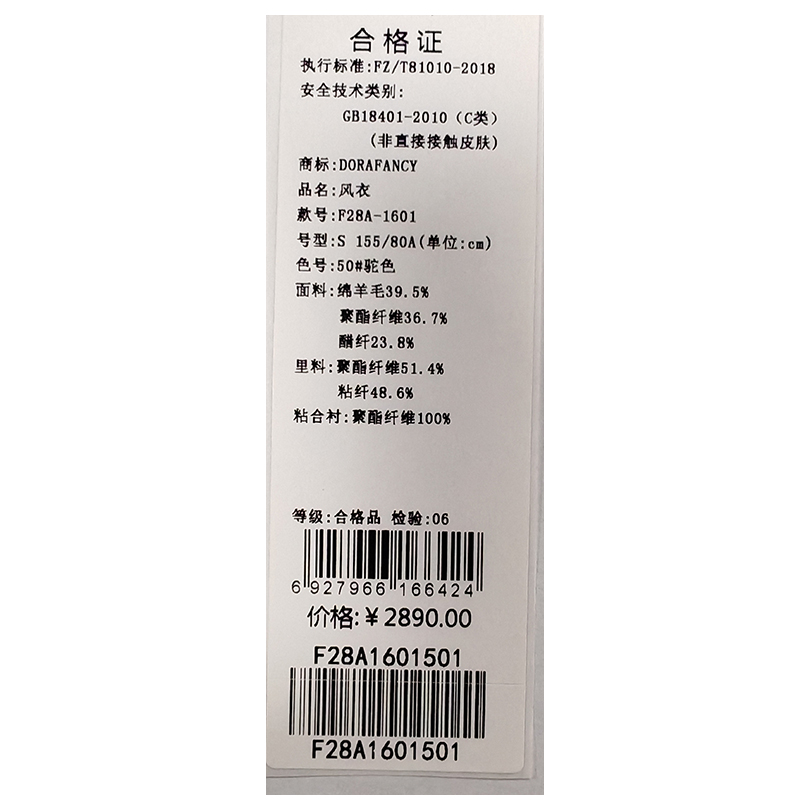 合格证
执行标准:FZ/T81010-2018
安全技术类别:
GB18401-2010(C类)
(非直接接触皮肤)
商标:DORAFANCY
品名:风衣
款号:F28A-1601
号型:S 155/80A(单位:cm)
色号:50#驼色
面料:绵羊毛39.5%
聚酯纤维36.7%
醋纤23.8%
里料:聚酯纤维51.4%
粘纤48.6%
粘合衬:聚酯纤维100%
等级:合格品 检验:06
6 927966 166424
价格:¥2890.00
F28A1601501
F28A1601501